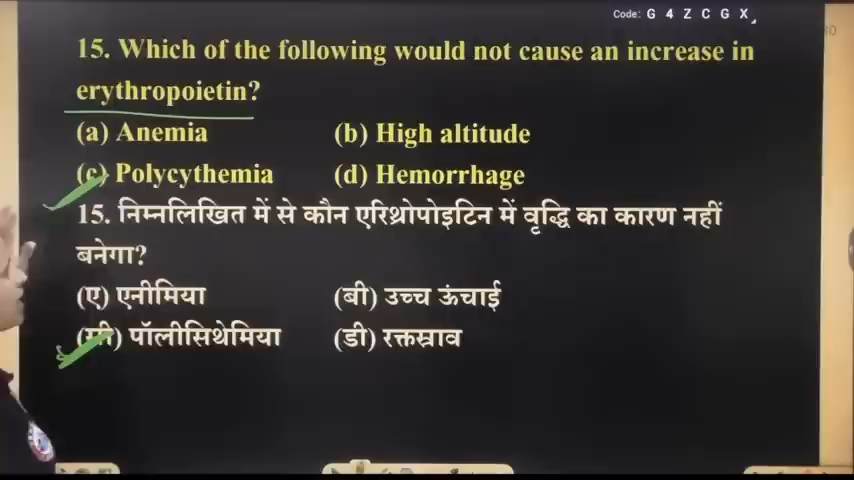 Code: G 4 Z C G X
15. Which of the following would not cause an increase in
erythropoietin?
(a) Anemia (b) High altitude
(c) Polycythemia (d) Hemorrhage
15. निम्नलिखित में से कौन एरिथ्रोपोइटिन में वृद्धि का कारण नहीं
बनेगा?
(ए) एनीमिया (बी) उच्च ऊंचाई
(सी) पॉलीसिथेमिया (डी) रक्तस्राव